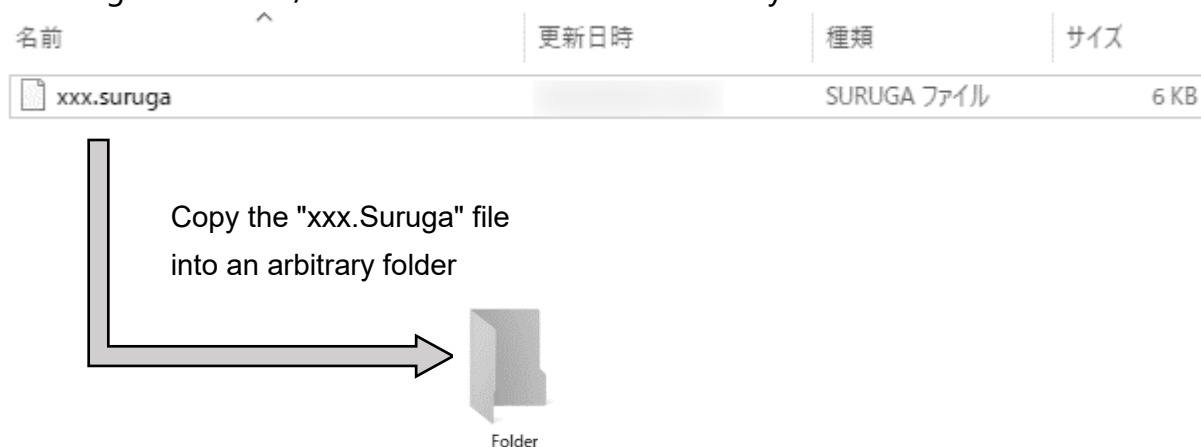 名前 更新日時 種類 サイズ
xxx.suruga SURUGA ファイル 6 KB
Copy the "xxx.Suruga" file
into an arbitrary folder
Folder